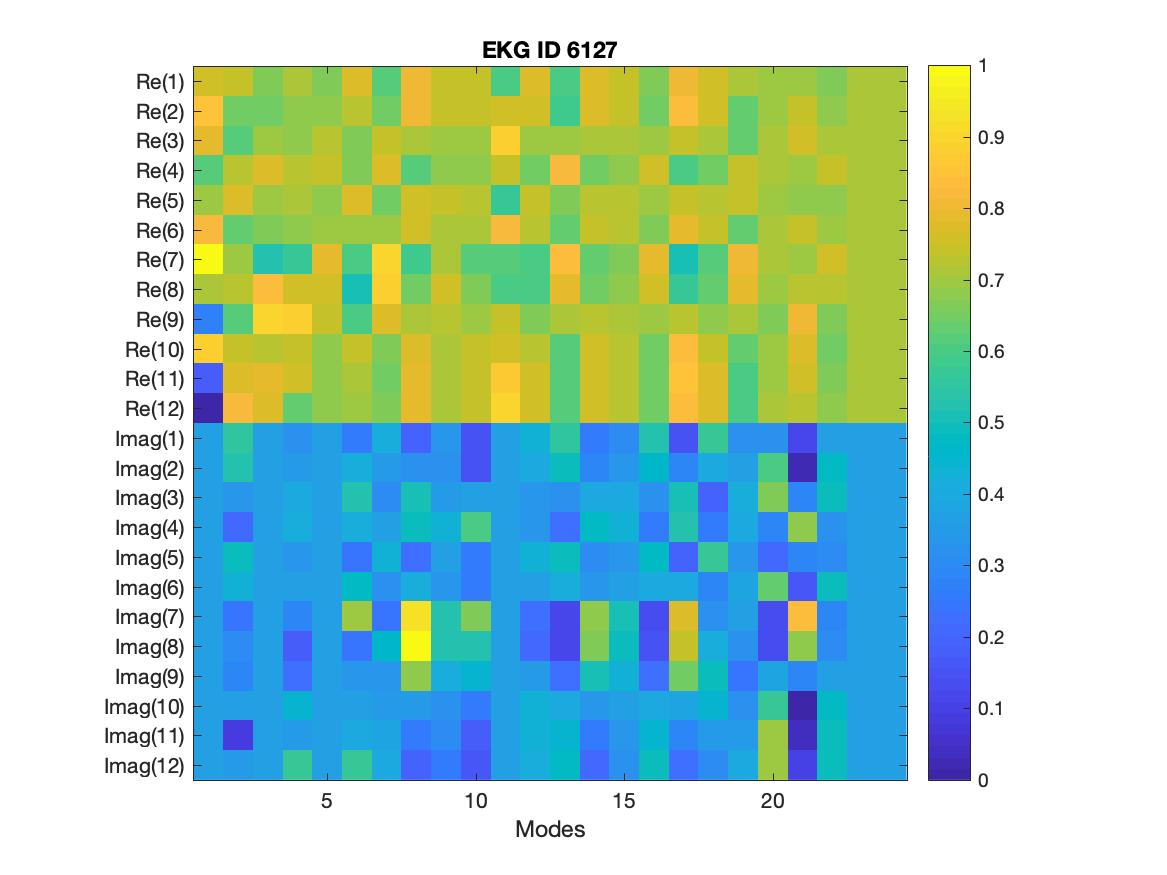 EKG ID 6127
Re(1)
Re(2)
Re(3)
Re(4)
Re(5)
Re(6)
Re(7)
Re(8)
Re(9)
Re(10)
Re(11)
Re(12)
Imag(1)
Imag(2)
Imag(3)
Imag(4)
Imag(5)
Imag(6)
Imag(7)
Imag(8)
Imag(9)
Imag(10)
Imag(11)
Imag(12)
5 10 15 20
Modes
1
0.9
0.8
0.7
0.6
0.5
0.4
0.3
0.2
0.1
0